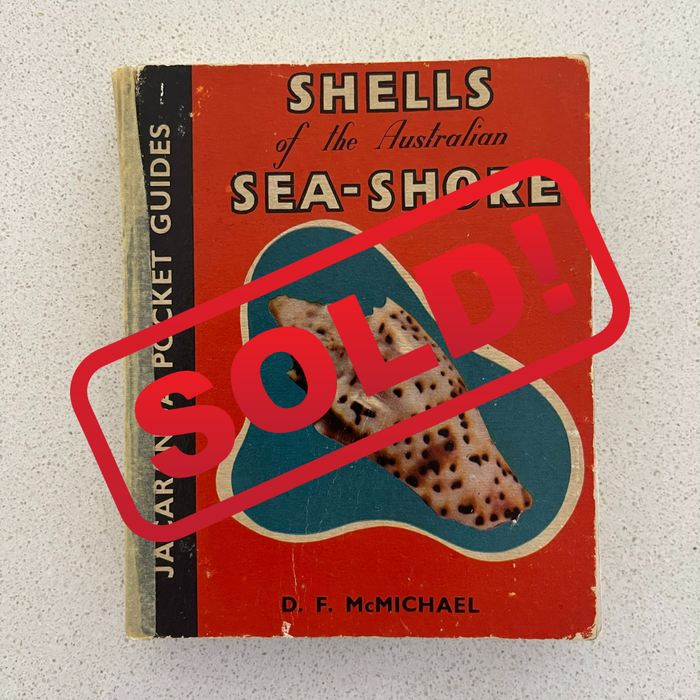 SHELLS
of the Australian
SEA-SHORE
JACARANDA POCKET GUIDES
SOLD!
D. F. McMICHAEL